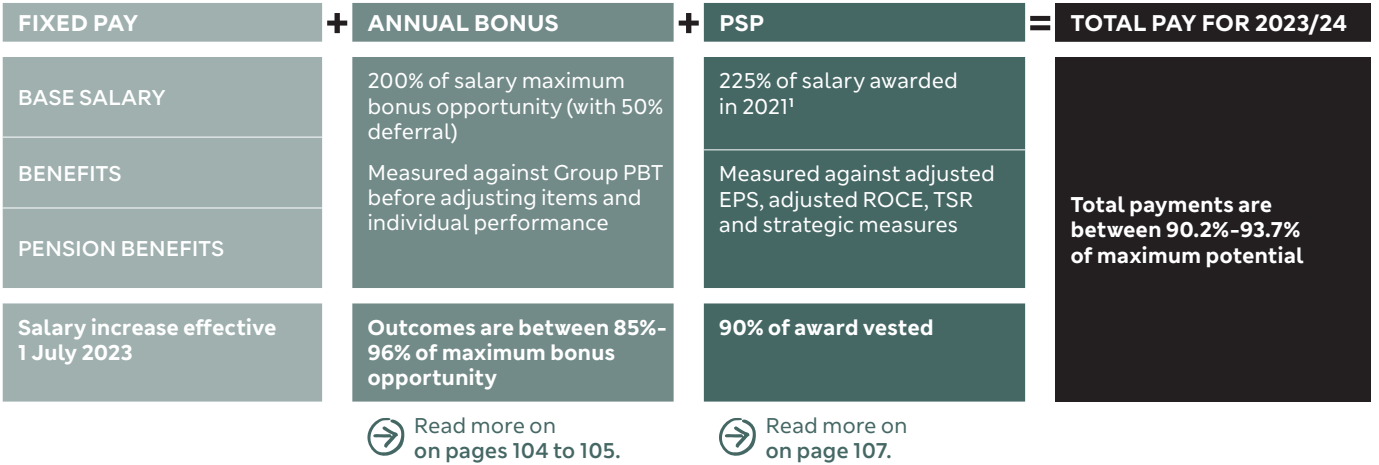 FIXED PAY + ANNUAL BONUS + PSP = TOTAL PAY FOR 2023/24
BASE SALARY
BENEFITS
PENSION BENEFITS
Salary increase effective
1 July 2023
200% of salary maximum
bonus opportunity (with 50%
deferral)
Measured against Group PBT
before adjusting items and
individual performance
Outcomes are between 85%-
96% of maximum bonus
opportunity
Read more on
on pages 104 to 105.
225% of salary awarded
in 2021¹
Measured against adjusted
EPS, adjusted ROCE, TSR
and strategic measures
90% of award vested
Read more on
on page 107.
Total payments are
between 90.2%-93.7%
of maximum potential